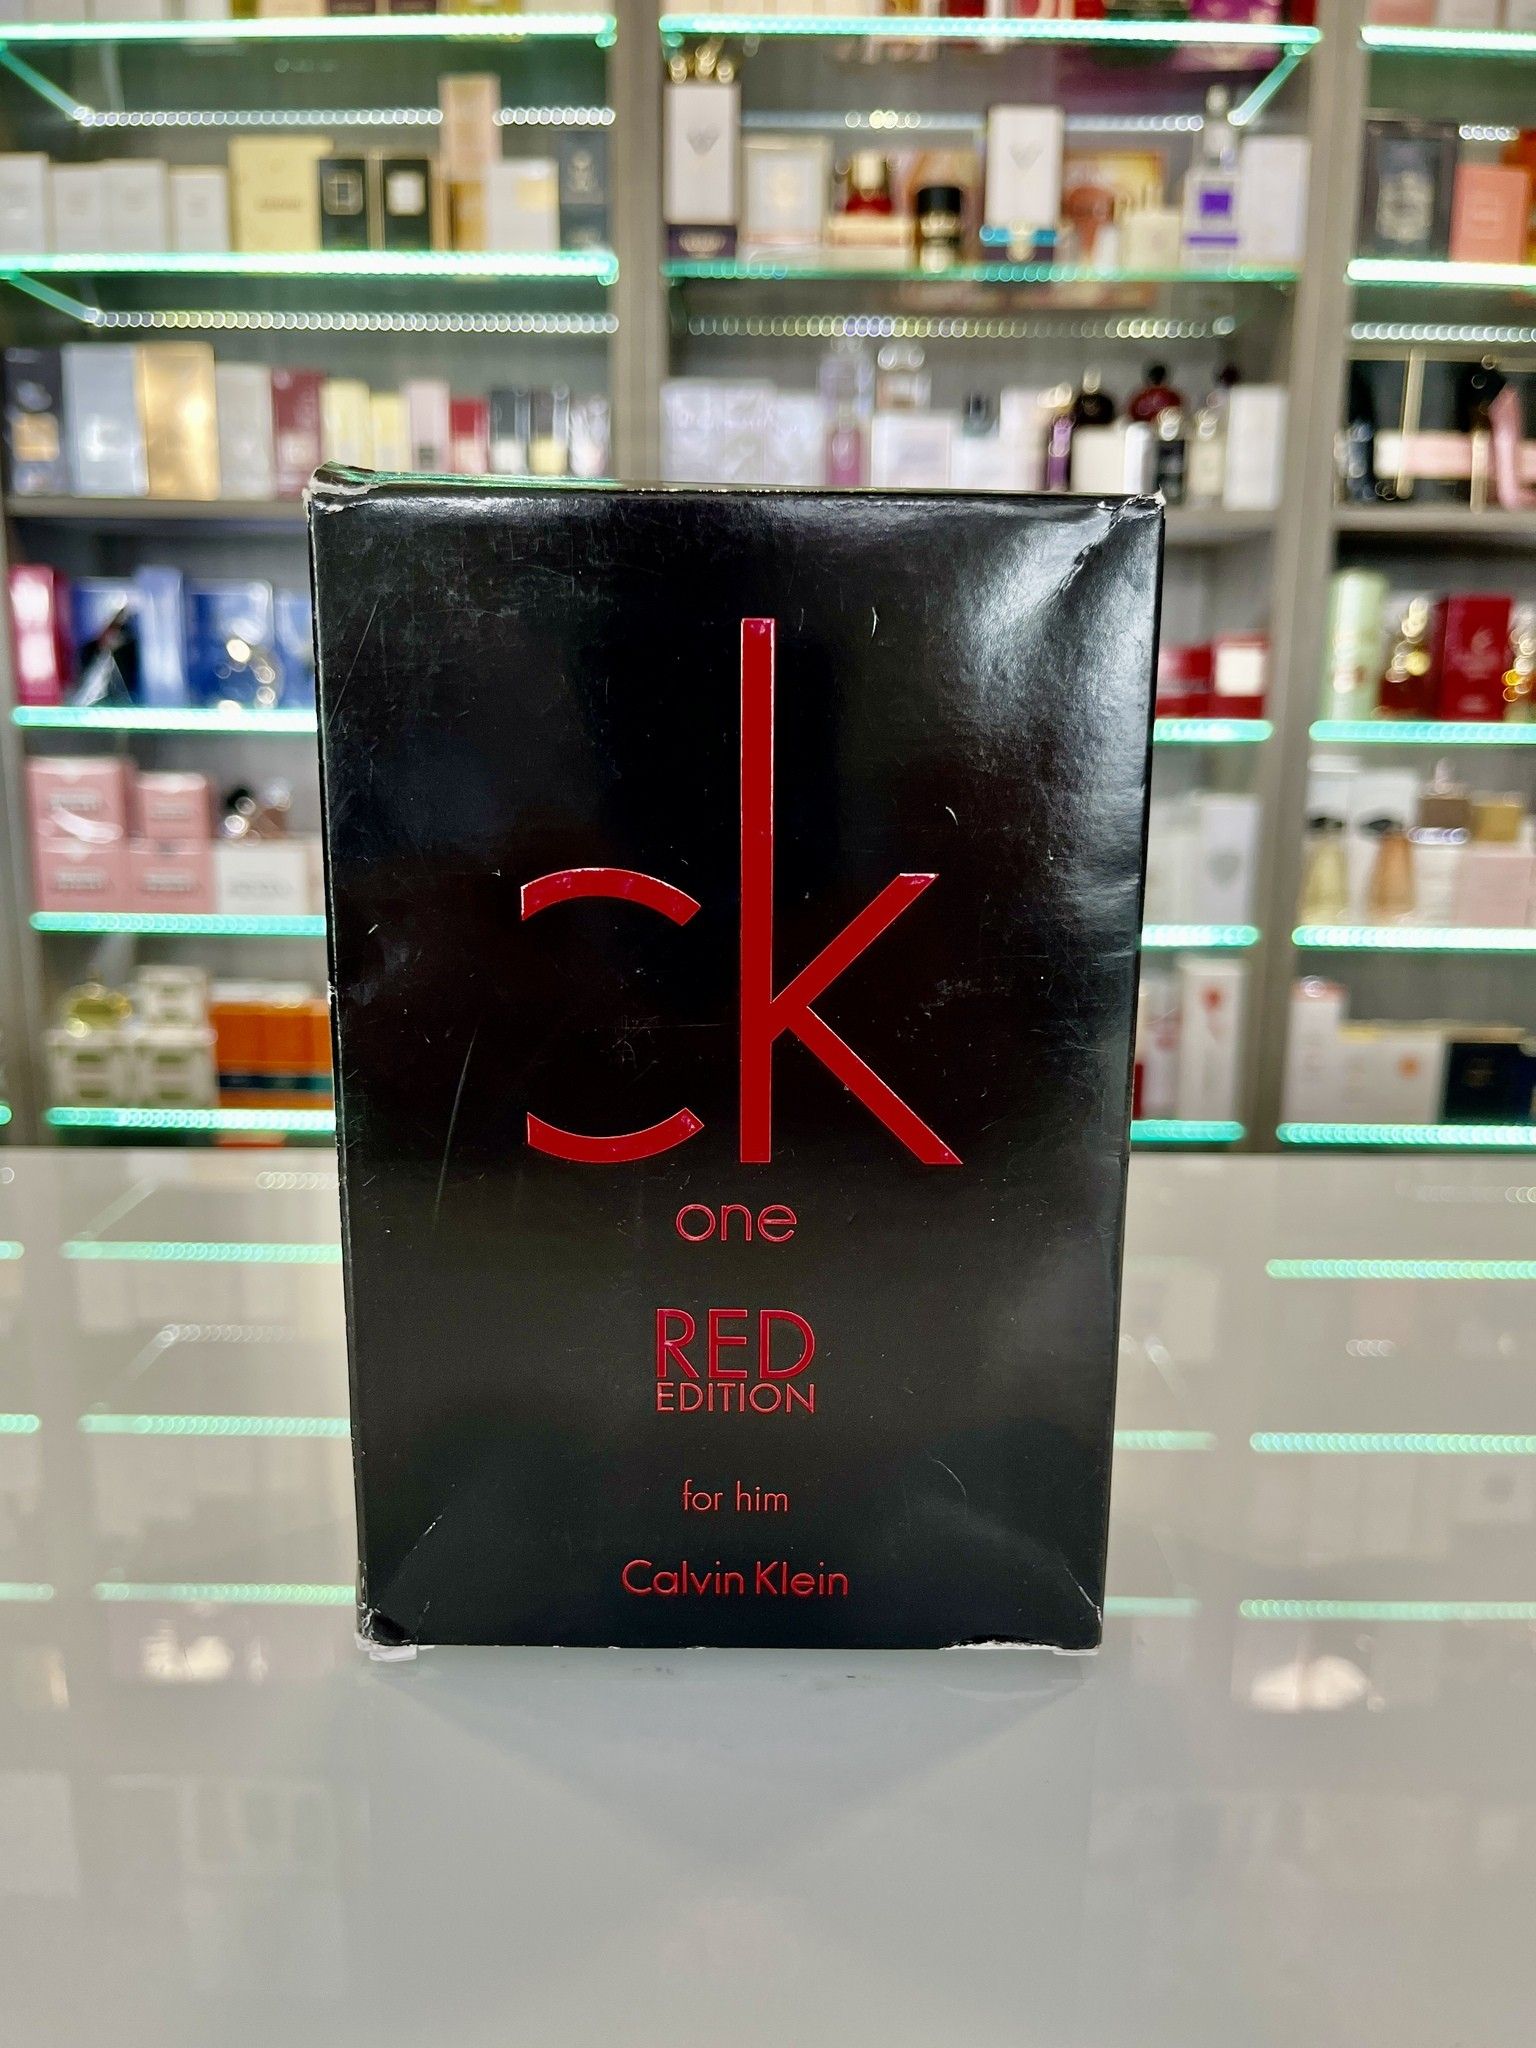 ck
one
RED
EDITION
for him
Calvin Klein